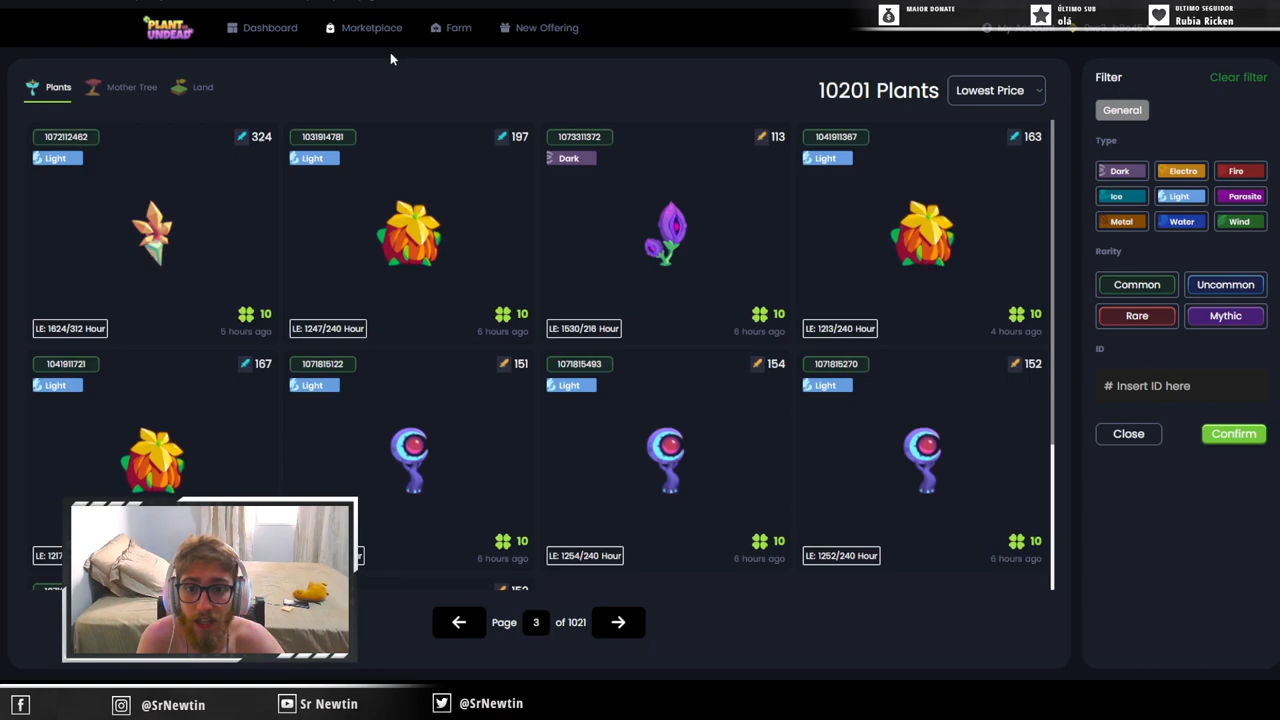 PLANT VS UNDEAD
Dashboard
Marketplace
Farm
New Offering
MAIOR DONATE
ÚLTIMO SUB
olá
ULTIMO SEGUIDOR
Rubia Ricken
Plants
Mother Tree
Land
10201 Plants
Lowest Price
1072112462
324
Light
LE: 1624/312 Hour
10
5 hours ago
1031914781
197
Light
LE: 1247/240 Hour
10
6 hours ago
1073311372
113
Dark
LE: 1530/216 Hour
10
6 hours ago
1041911367
163
Light
LE: 1213/240 Hour
10
4 hours ago
1041911721
167
Light
1071815122
151
Light
10
6 hours ago
1071815493
154
Light
LE: 1254/240 Hour
10
6 hours ago
1071815270
152
Light
LE: 1252/240 Hour
10
6 hours ago
Page 3 of 1021
Filter
Clear filter
General
Type
Dark
Electro
Fire
Ice
Light
Parasite
Metal
Water
Wind
Rarity
Common
Uncommon
Rare
Mythic
ID
# Insert ID here
Close
Confirm
@SrNewtin
Sr Newtin
@SrNewtin